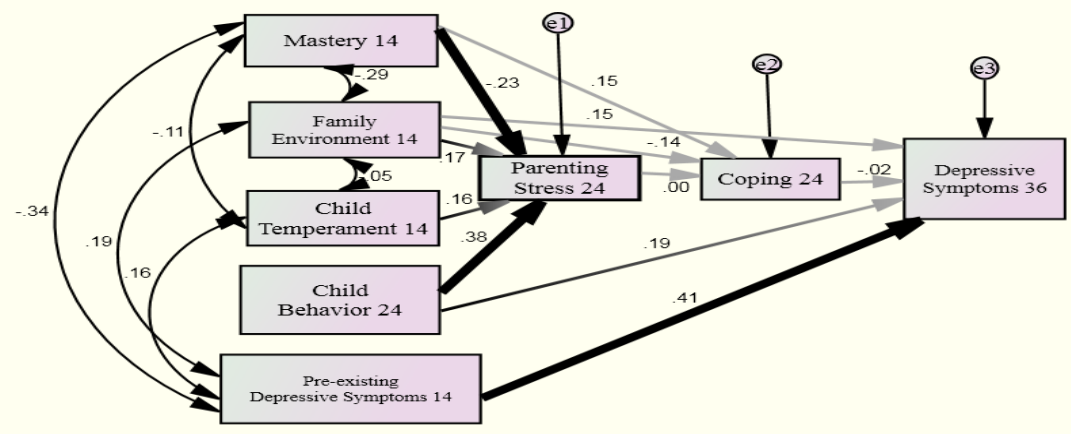 Mastery 14
e1
e2
e3
-.29
-.23
.15
.15
Family
Environment 14
-.11
-.14
.17
Parenting
Stress 24
.00
Coping 24
-.02
Depressive
Symptoms 36
-.05
Child
Temperament 14
.16
-.34
.19
.16
.38
.19
Child
Behavior 24
.41
Pre-existing
Depressive Symptoms 14